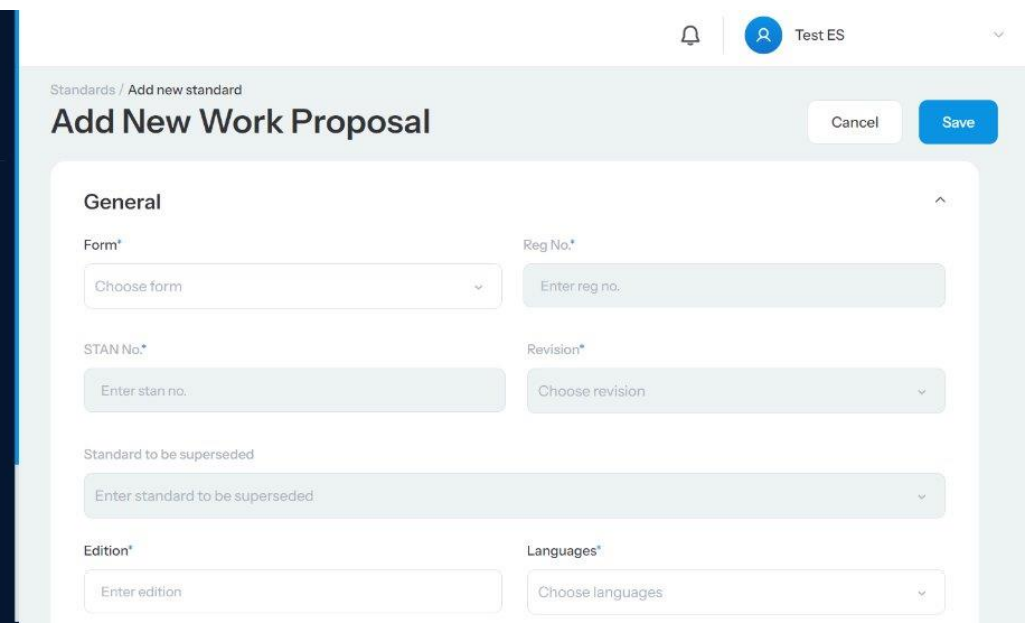 Test ES
Standards / Add new standard
Add New Work Proposal
Cancel
Save
General
Form*
Reg No.*
Choose form
Enter reg no.
STAN No.*
Revision*
Enter stan no.
Choose revision
Standard to be superseded
Enter standard to be superseded
Edition*
Languages*
Enter edition
Choose languages